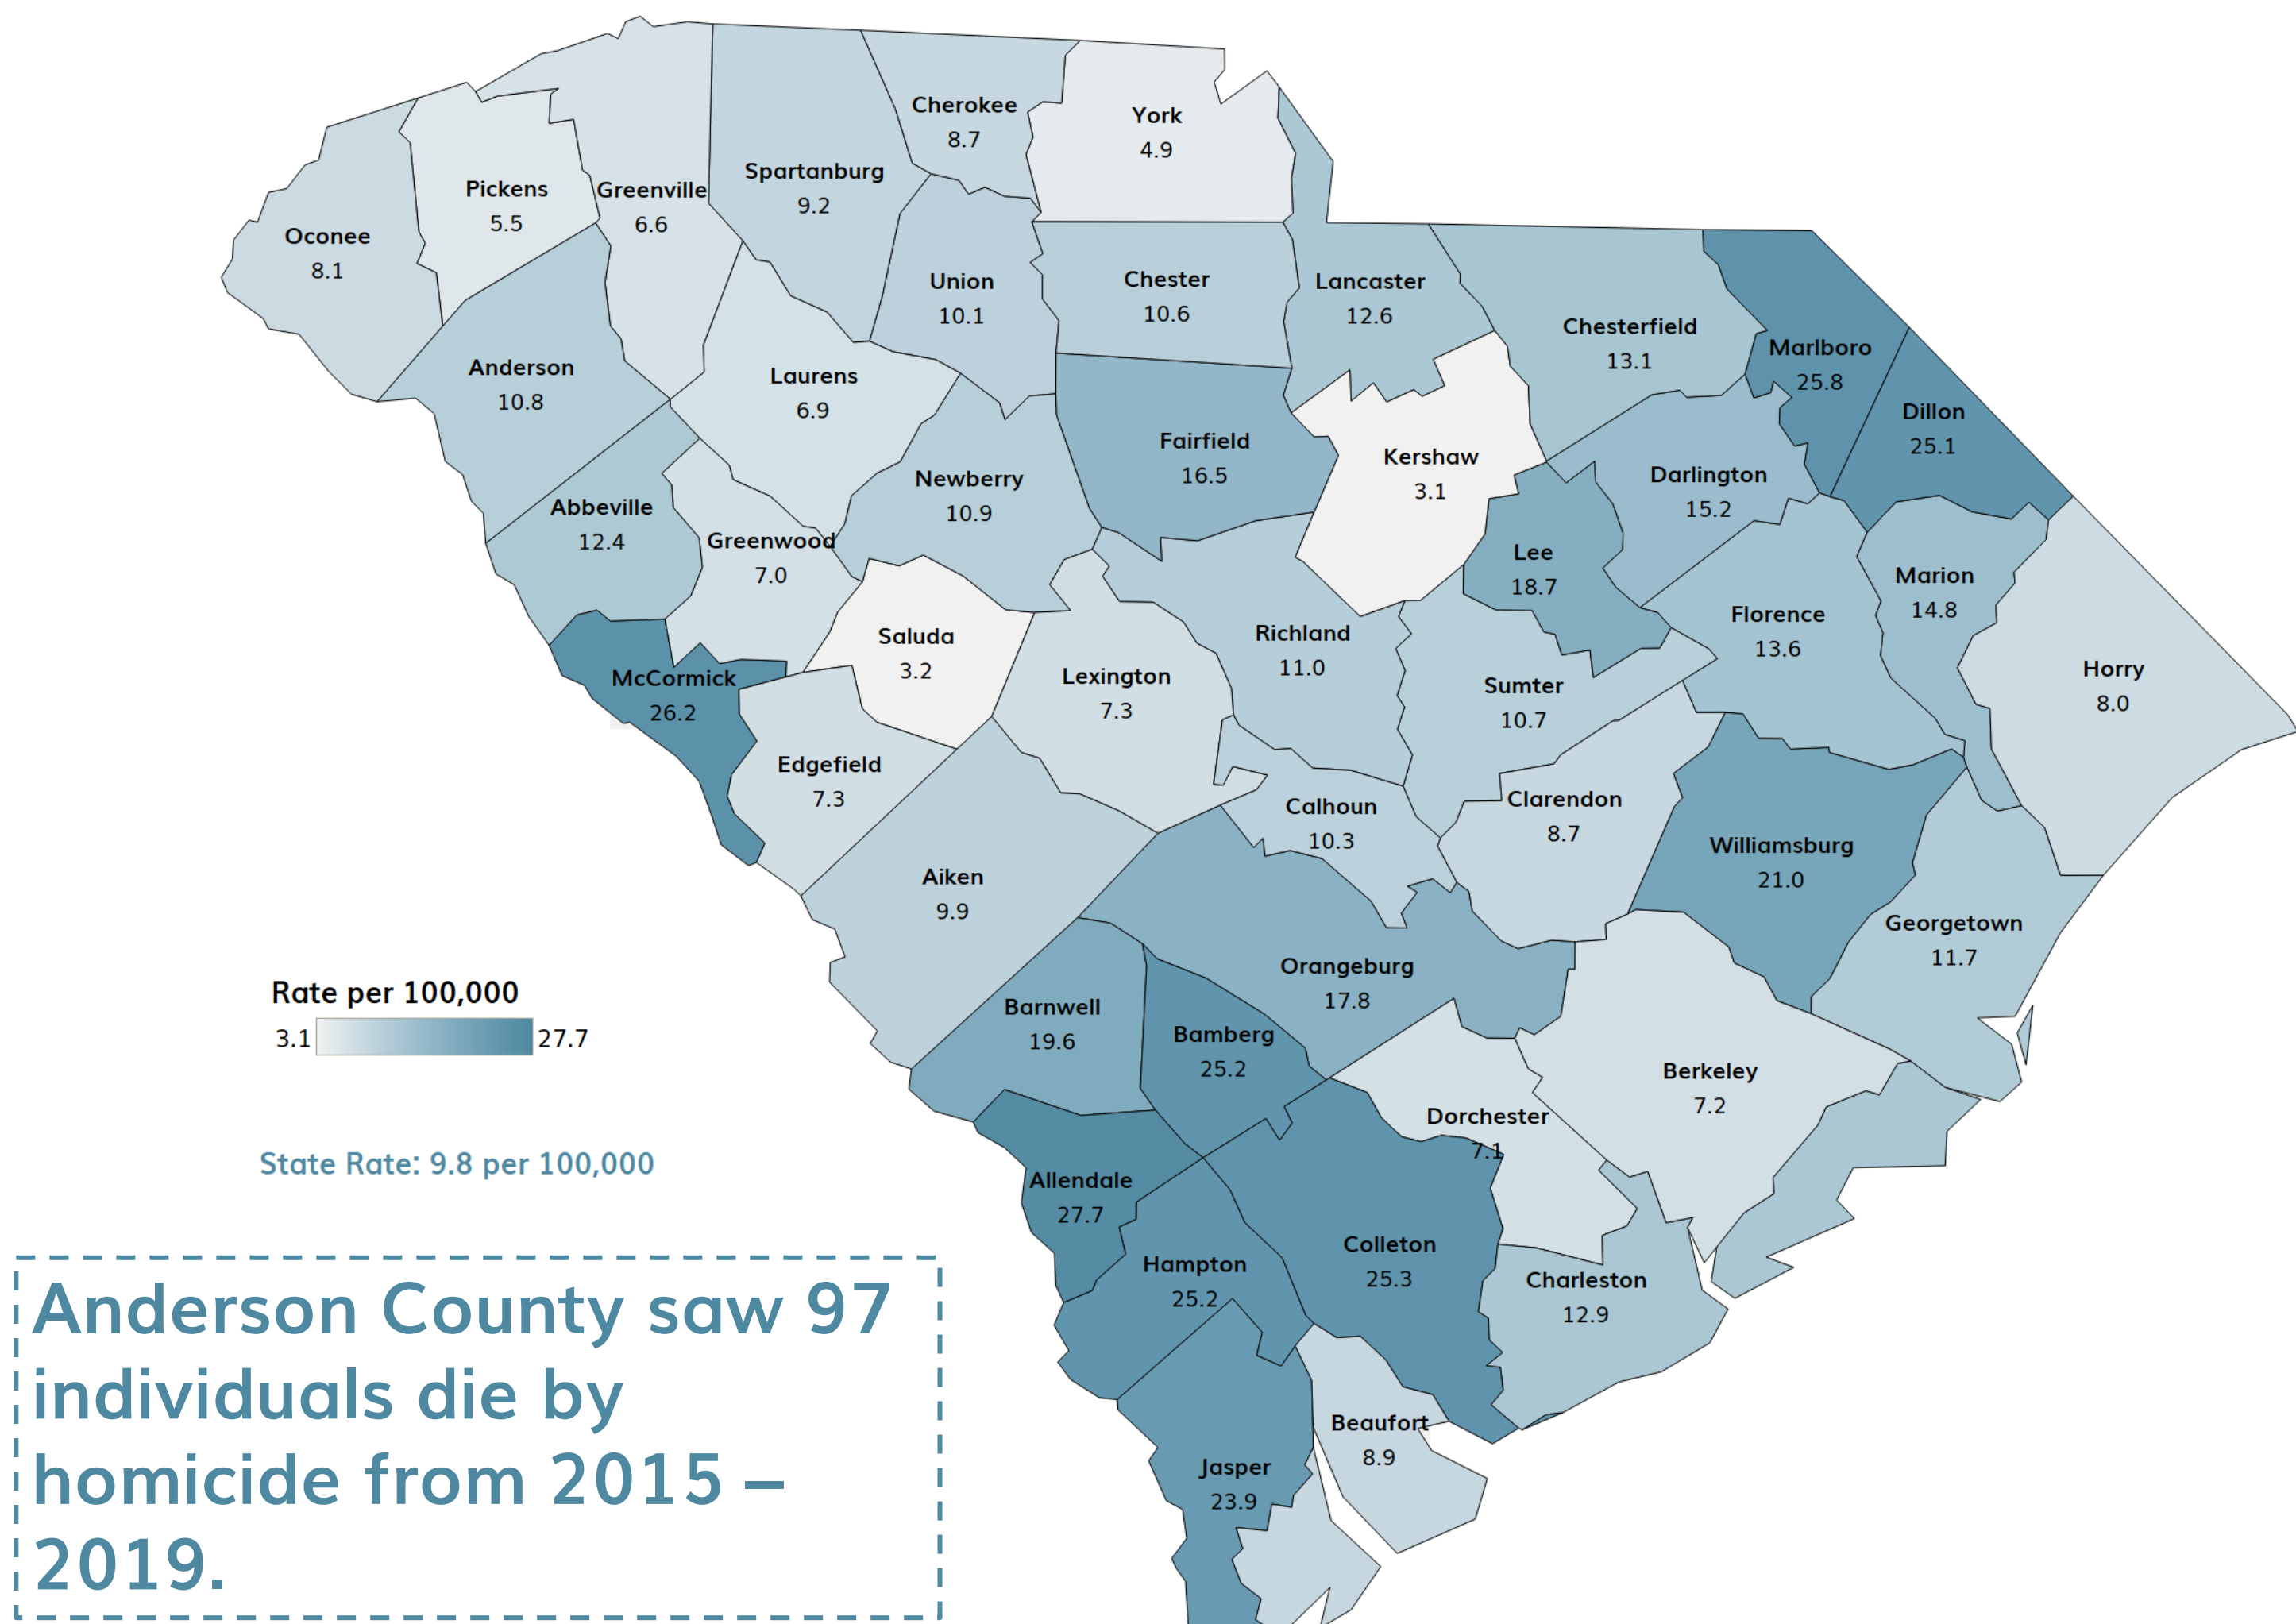 Cherokee
8.7
York
4.9
Spartanburg
9.2
Pickens
5.5
Greenville
6.6
Oconee
8.1
Union
10.1
Chester
10.6
Lancaster
12.6
Chesterfield
13.1
Marlboro
25.8
Anderson
10.8
Laurens
6.9
Dillon
25.1
Fairfield
16.5
Kershaw
3.1
Newberry
10.9
Darlington
15.2
Abbeville
12.4
Greenwood
7.0
Lee
18.7
Marion
14.8
Florence
13.6
Saluda
3.2
Richland
11.0
McCormick
26.2
Lexington
7.3
Sumter
10.7
Horry
8.0
Edgefield
7.3
Calhoun
10.3
Clarendon
8.7
Williamsburg
21.0
Aiken
9.9
Georgetown
11.7
Orangeburg
17.8
Barnwell
19.6
Bamberg
25.2
Berkeley
7.2
Dorchester
7.1
Allendale
27.7
Colleton
25.3
Hampton
25.2
Charleston
12.9
Beaufort
8.9
Jasper
23.9
Rate per 100,000
3.1 27.7
State Rate: 9.8 per 100,000
Anderson County saw 97
individuals die by
homicide from 2015 –
2019.